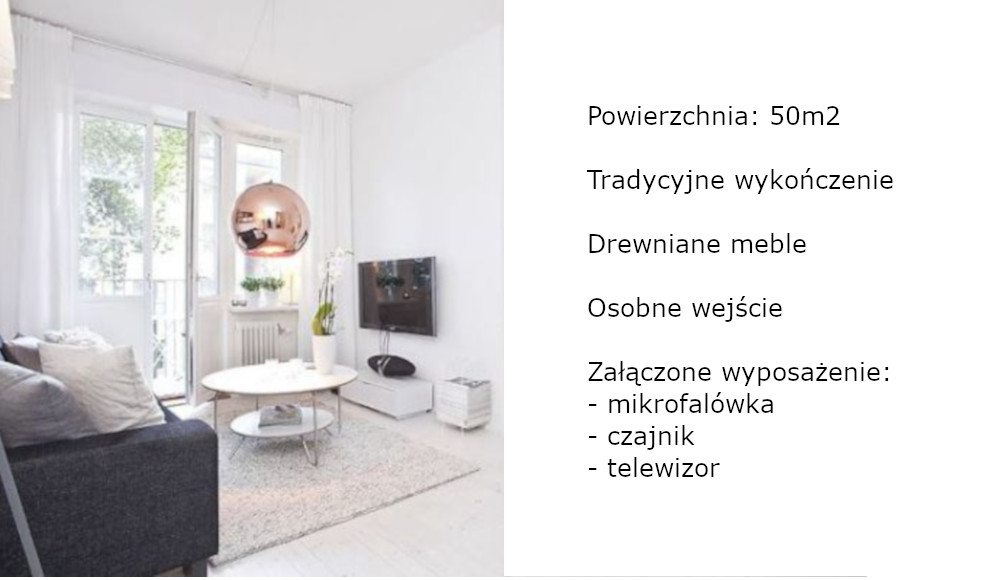 Powierzchnia: 50m2
Tradycyjne wykończenie
Drewniane meble
Osobne wejście
Załączone wyposażenie:
- mikrofalówka
- czajnik
- telewizor